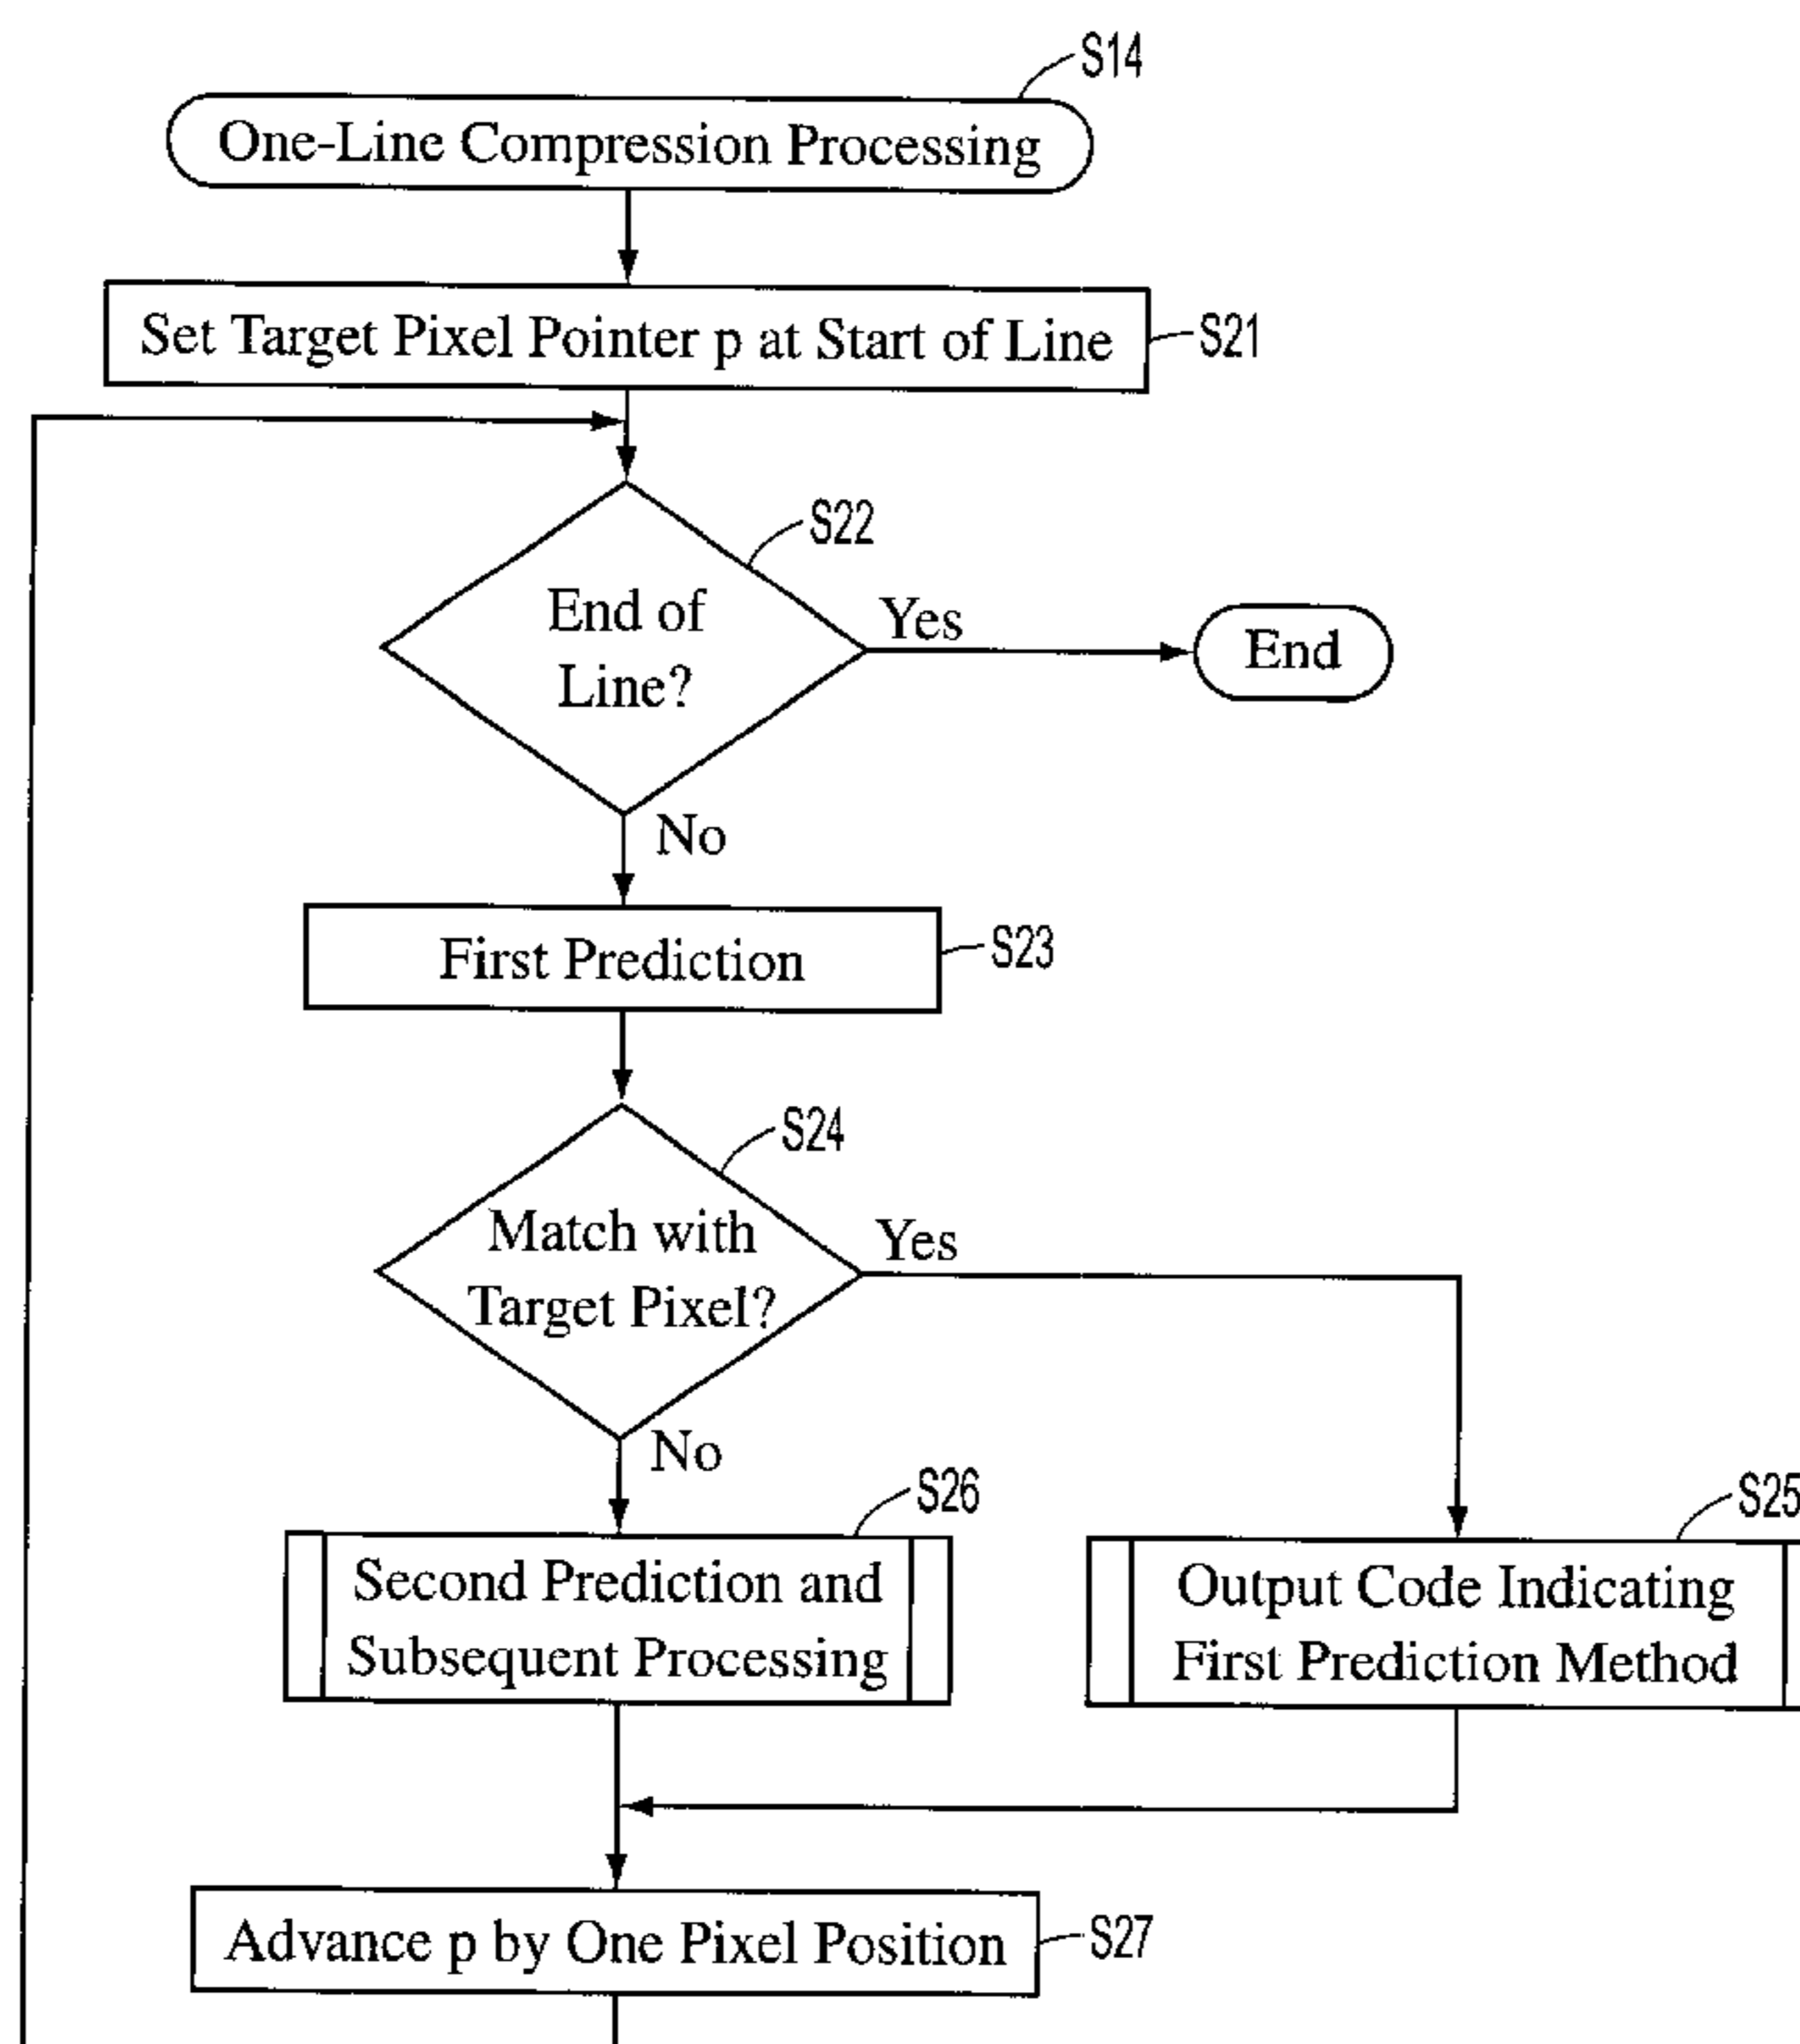 S14
One-Line Compression Processing
Set Target Pixel Pointer p at Start of Line
S21
S22
End of
Line?
Yes
End
No
First Prediction
S23
S24
Match with
Target Pixel?
Yes
No
S26
Second Prediction and
Subsequent Processing
S25
Output Code Indicating
First Prediction Method
Advance p by One Pixel Position
S27